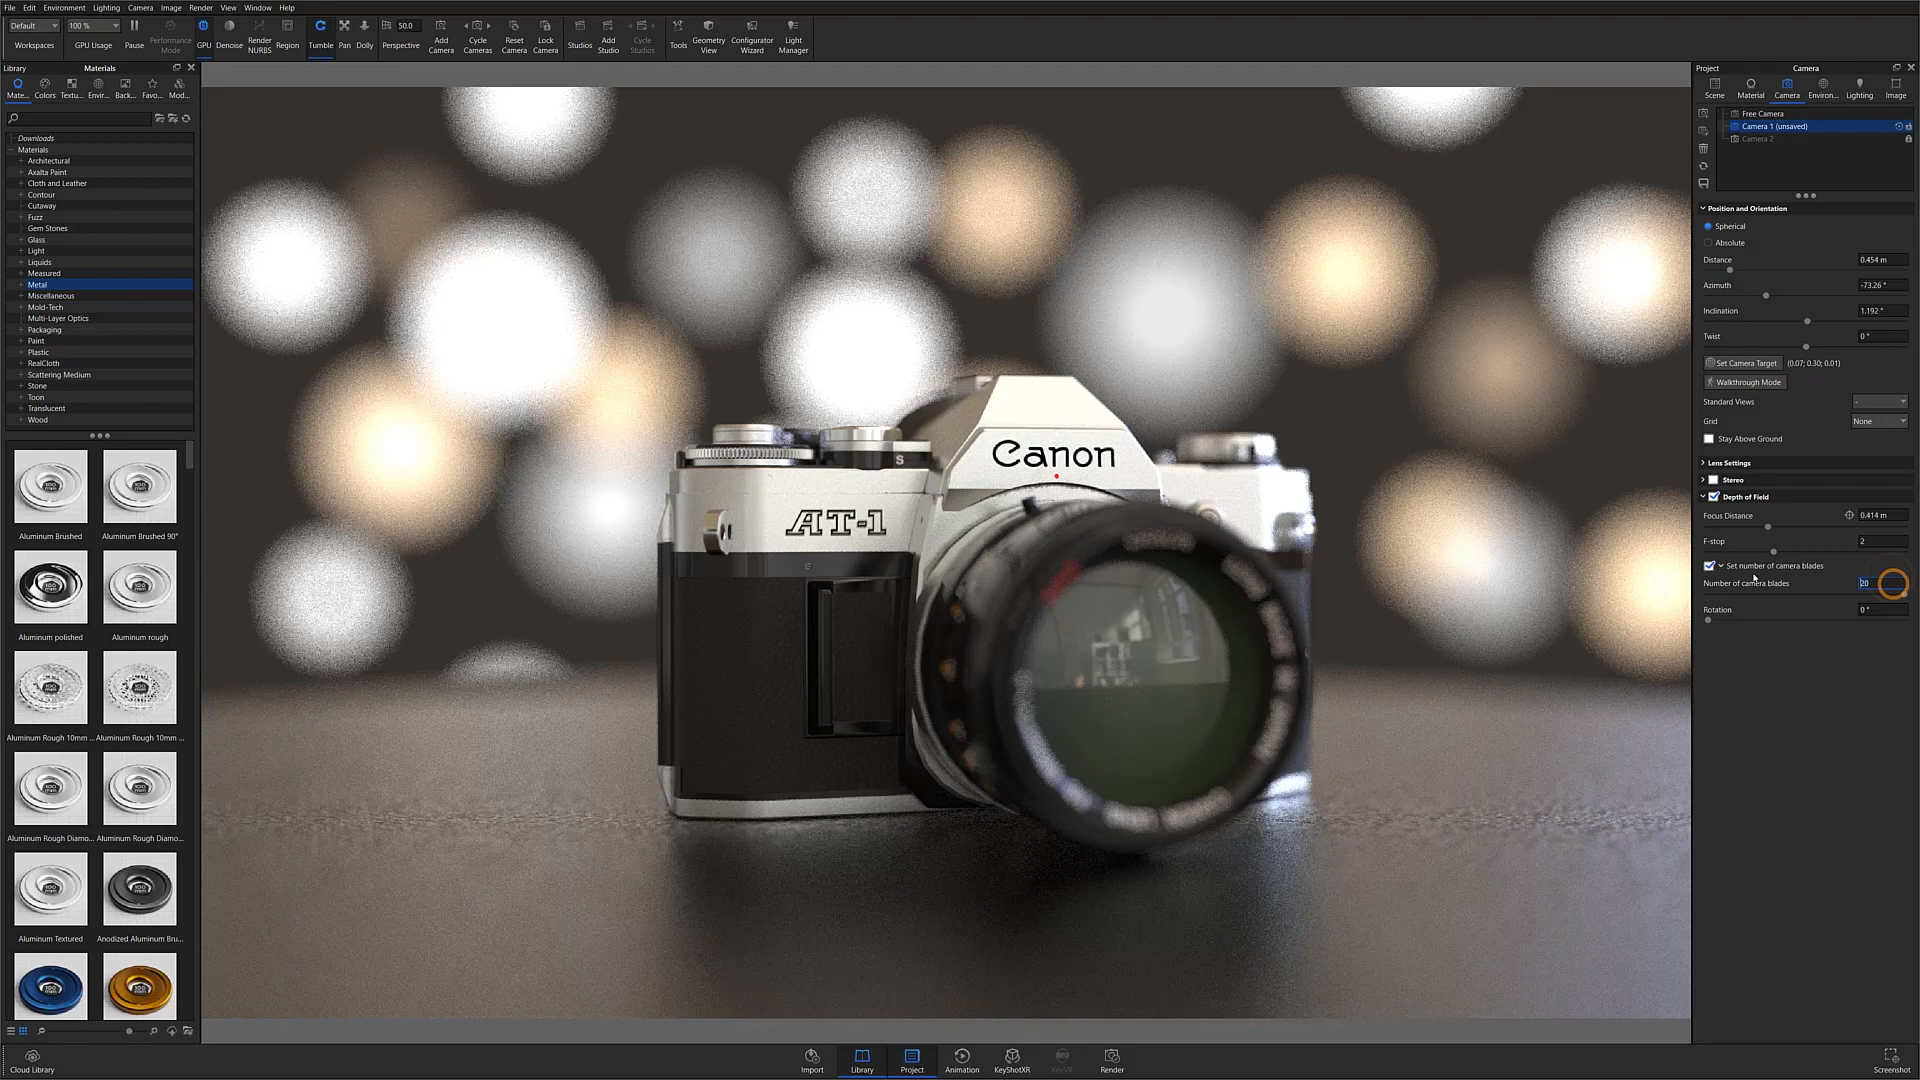 File Edit Environment Lighting Camera Image Render View Window Help
Default 100 % 50.0
Workspaces GPU Usage Pause Performance Mode GPU Denoise Render NURBS Region Tumble Pan Dolly Perspective Add Camera Cycle Cameras Reset Camera Lock Camera Studios Add Studio Cycle Studios Tools Geometry View Configurator Wizard Light Manager
Library Materials
Mate... Colors Textu... Envir... Back... Favo... Mod...
Downloads
Materials
Architectural
Axalta Paint
Cloth and Leather
Contour
Cutaway
Fuzz
Gem Stones
Glass
Light
Liquids
Measured
Metal
Miscellaneous
Mold-Tech
Multi-Layer Optics
Packaging
Paint
Plastic
RealCloth
Scattering Medium
Stone
Toon
Translucent
Wood
Aluminum Brushed Aluminum Brushed 90°
Aluminum polished Aluminum rough
Aluminum Rough 10mm ... Aluminum Rough 10mm ...
Aluminum Rough Diamo... Aluminum Rough Diamo...
Aluminum Textured Anodized Aluminum Bru...
Canon
S
AT-1
Project Camera
Scene Material Camera Environ... Lighting Image
Free Camera
Camera 1 (unsaved)
Camera 2
Position and Orientation
Spherical
Absolute
Distance 0.454 m
Azimuth -73.26 °
Inclination 1.192 °
Twist 0 °
Set Camera Target (0.07; 0.30; 0.01)
Walkthrough Mode
Standard Views -
Grid None
Stay Above Ground
Lens Settings
Stereo
Depth of Field
Focus Distance 0.414 m
F-stop 2
Set number of camera blades
Number of camera blades 20
Rotation 0 °
Cloud Library Import Library Project Animation KeyShotXR KeyVR Render Screenshot